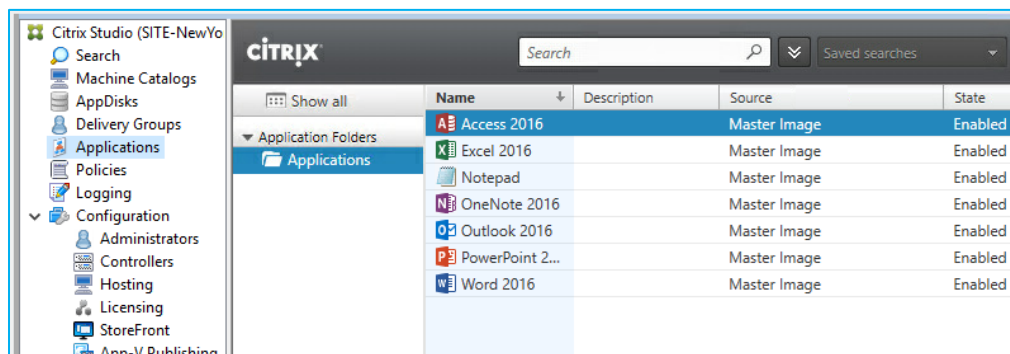 Citrix Studio (SITE-NewYo
Search
Machine Catalogs
AppDisks
Delivery Groups
Applications
Policies
Logging
Configuration
Administrators
Controllers
Hosting
Licensing
StoreFront
App-V Publishing
CİTRIX
Search
Saved searches
Show all
Application Folders
Applications
Name Description Source State
Access 2016 Master Image Enabled
Excel 2016 Master Image Enabled
Notepad Master Image Enabled
OneNote 2016 Master Image Enabled
Outlook 2016 Master Image Enabled
PowerPoint 2... Master Image Enabled
Word 2016 Master Image Enabled